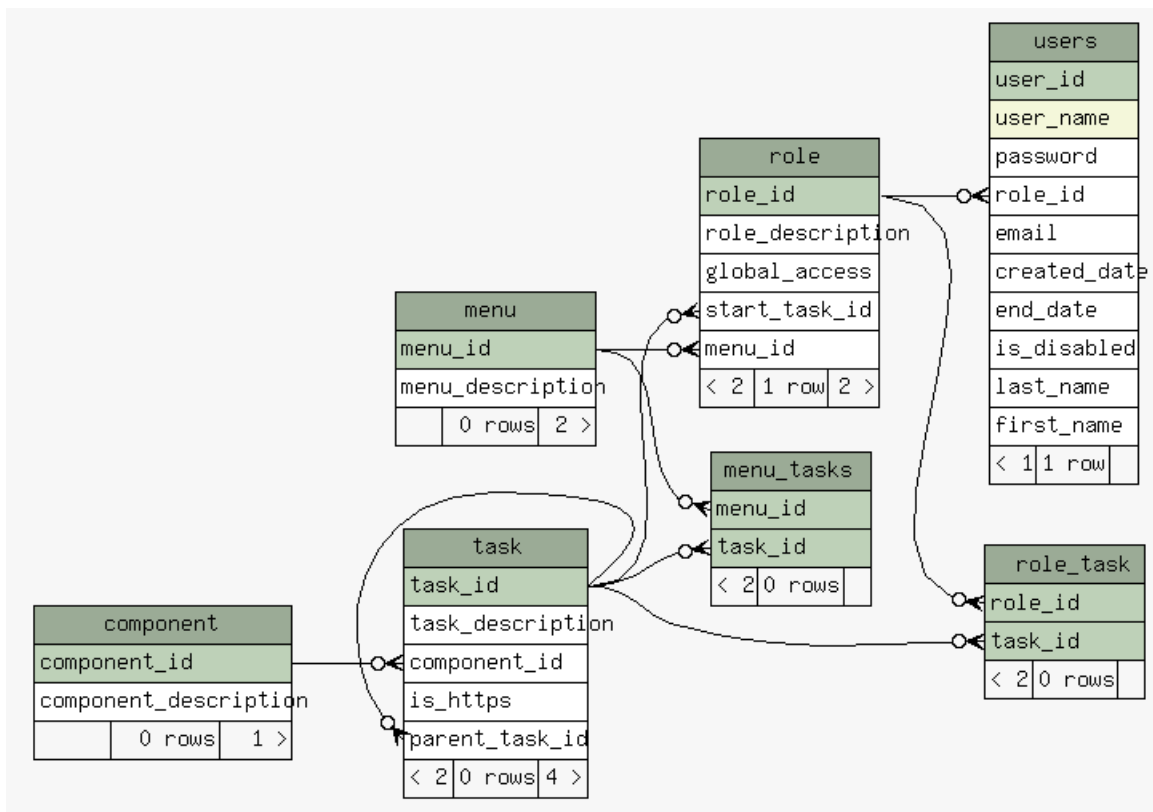 users
user_id
user_name
password
role_id
email
created_date
end_date
is_disabled
last_name
first_name
< 1 1 row
role
role_id
role_description
global_access
start_task_id
menu_id
< 2 1 row 2 >
menu
menu_id
menu_description
0 rows 2 >
menu_tasks
menu_id
task_id
< 2 0 rows
task
task_id
task_description
component_id
is_https
parent_task_id
< 2 0 rows 4 >
role_task
role_id
task_id
< 2 0 rows
component
component_id
component_description
0 rows 1 >